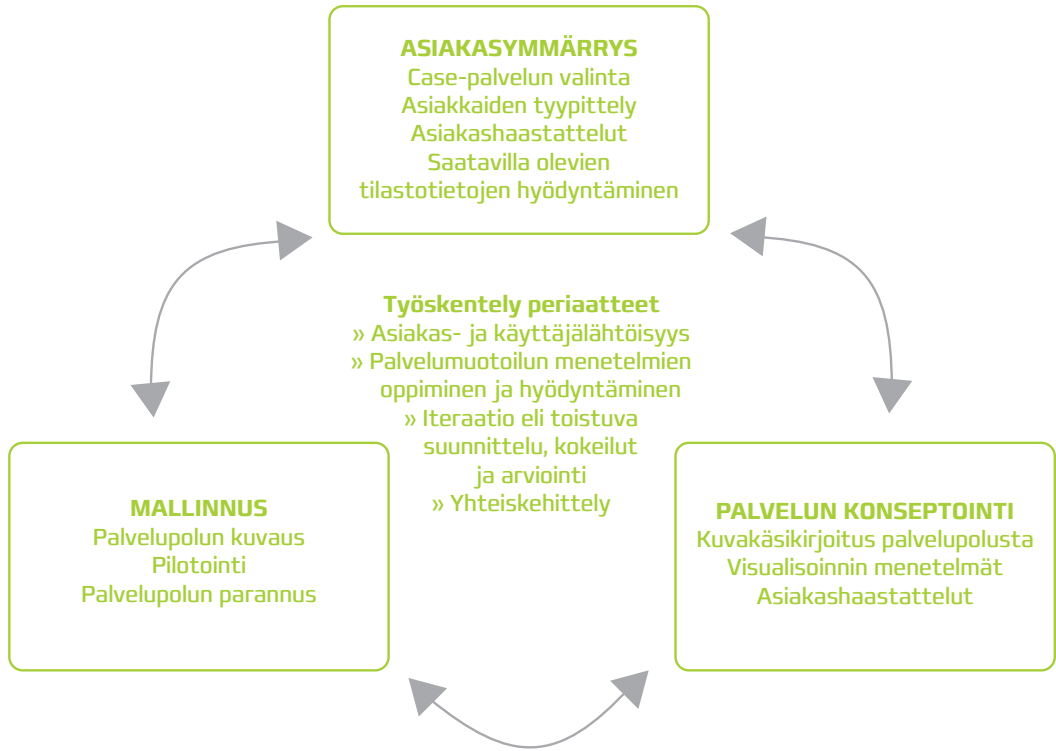 ASIAKASYMMÄRRYS
Case-palvelun valinta
Asiakkaiden tyypittely
Asiakashaastattelut
Saatavilla olevien
tilastotietojen hyödyntäminen
Työskentely periaatteet
» Asiakas- ja käyttäjälähtöisyys
» Palvelumuotoilun menetelmien
oppiminen ja hyödyntäminen
» Iteraatio eli toistuva
suunnittelu, kokeilut
ja arviointi
» Yhteiskehittely
MALLINNUS
Palvelupolun kuvaus
Pilotointi
Palvelupolun parannus
PALVELUN KONSEPTOINTI
Kuvakäsikirjoitus palvelupolusta
Visualisoinnin menetelmät
Asiakashaastattelut